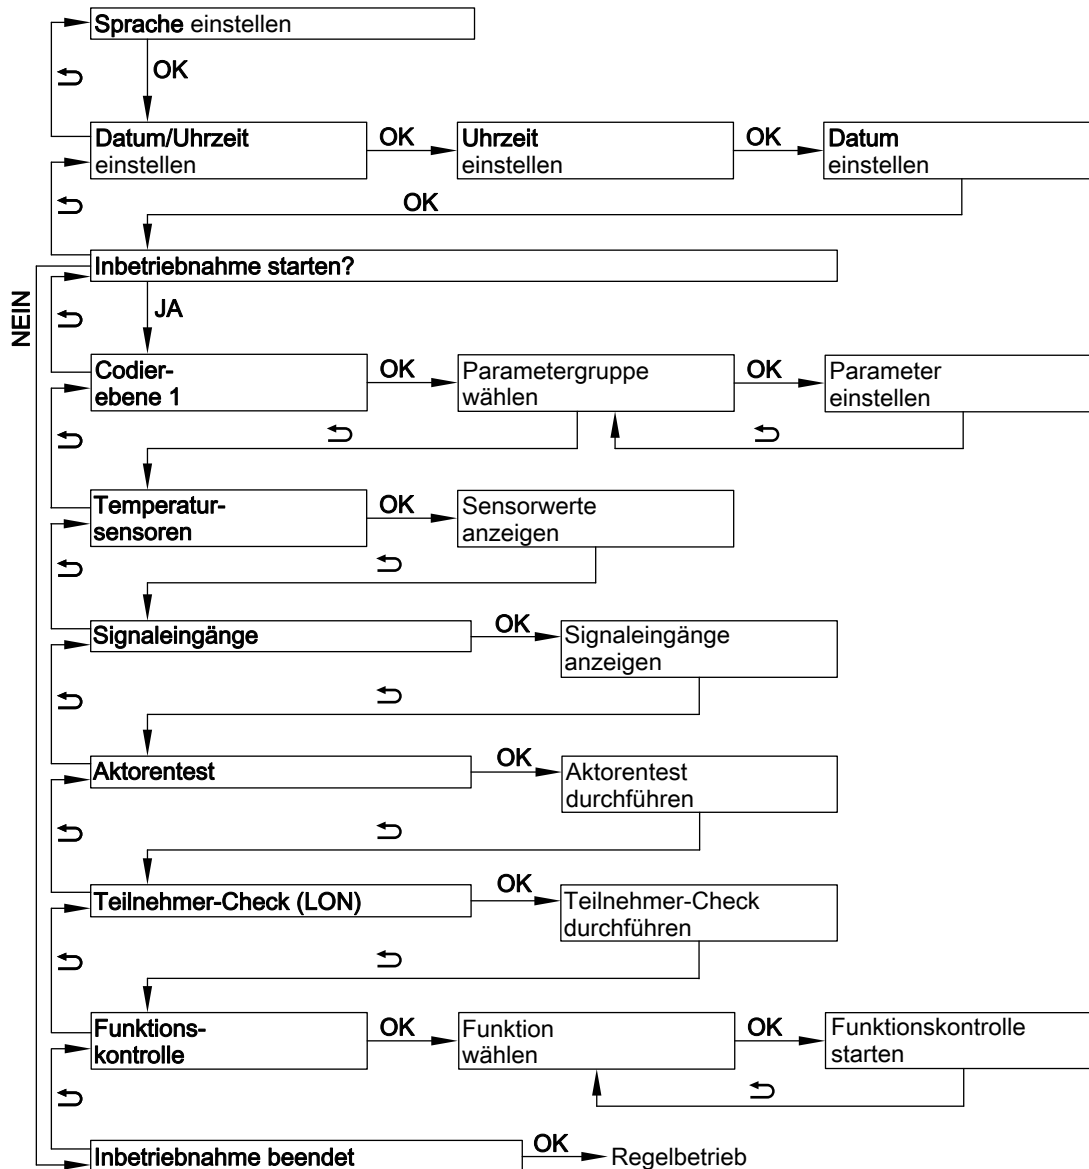 Sprache einstellen
OK
Datum/Uhrzeit
einstellen
OK
Uhrzeit
einstellen
OK
Datum
einstellen
OK
Inbetriebnahme starten?
NEIN
JA
Codier-
ebene 1
OK
Parametergruppe
wählen
OK
Parameter
einstellen
Temperatur-
sensoren
OK
Sensorwerte
anzeigen
Signaleingänge
OK
Signaleingänge
anzeigen
Aktorentest
OK
Aktorentest
durchführen
Teilnehmer-Check (LON)
OK
Teilnehmer-Check
durchführen
Funktions-
kontrolle
OK
Funktion
wählen
OK
Funktionskontrolle
starten
Inbetriebnahme beendet
OK
Regelbetrieb